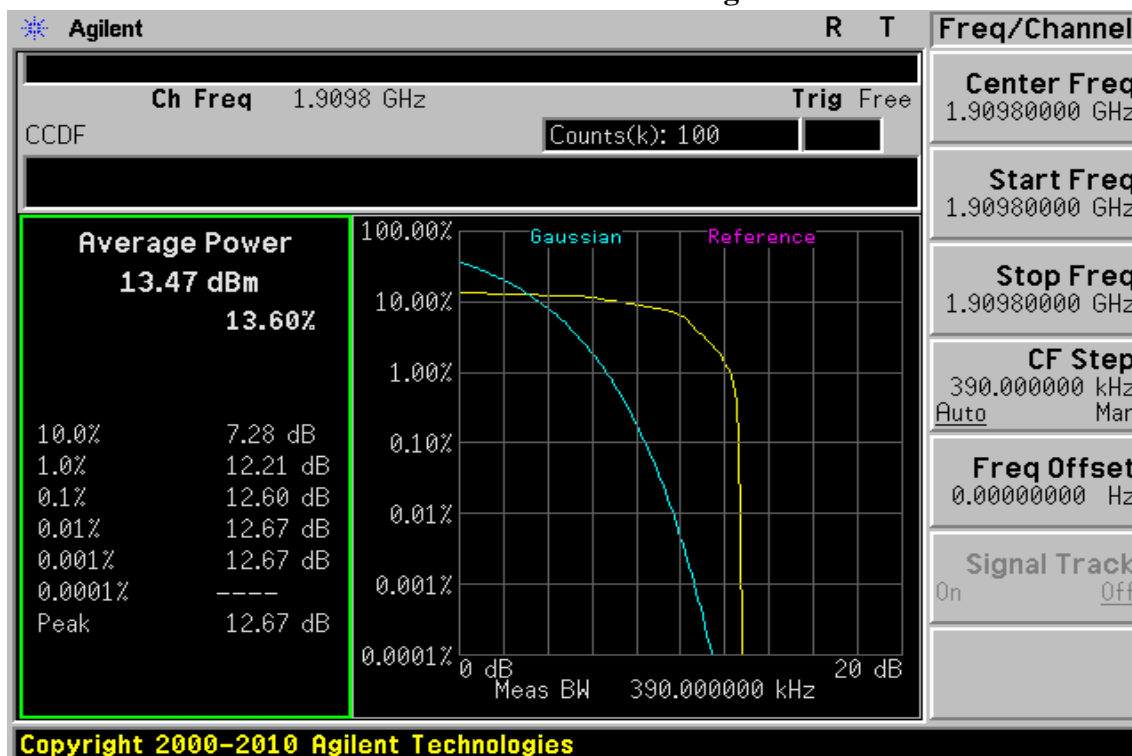 Agilent R T
Freq/Channel
Ch Freq 1.9098 GHz Trig Free
CCDF Counts(k): 100
Average Power
13.47 dBm
13.60%
10.0% 7.28 dB
1.0% 12.21 dB
0.1% 12.60 dB
0.01% 12.67 dB
0.001% 12.67 dB
0.0001% ----
Peak 12.67 dB
Gaussian Reference
100.00%
10.00%
1.00%
0.10%
0.01%
0.001%
0.0001%
0 dB 20 dB
Meas BW 390.000000 kHz
Center Freq
1.90980000 GHz
Start Freq
1.90980000 GHz
Stop Freq
1.90980000 GHz
CF Step
390.000000 kHz
Auto Man
Freq Offset
0.00000000 Hz
Signal Track
On Off
Copyright 2000-2010 Agilent Technologies